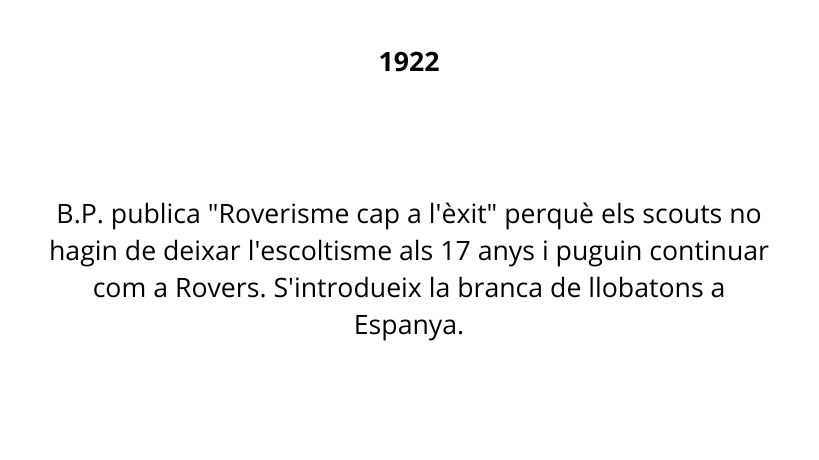 1922
B.P. publica "Roverisme cap a l'èxit" perquè els scouts no
hagin de deixar l'escoltisme als 17 anys i puguin continuar
com a Rovers. S'introdueix la branca de llobatons a
Espanya.